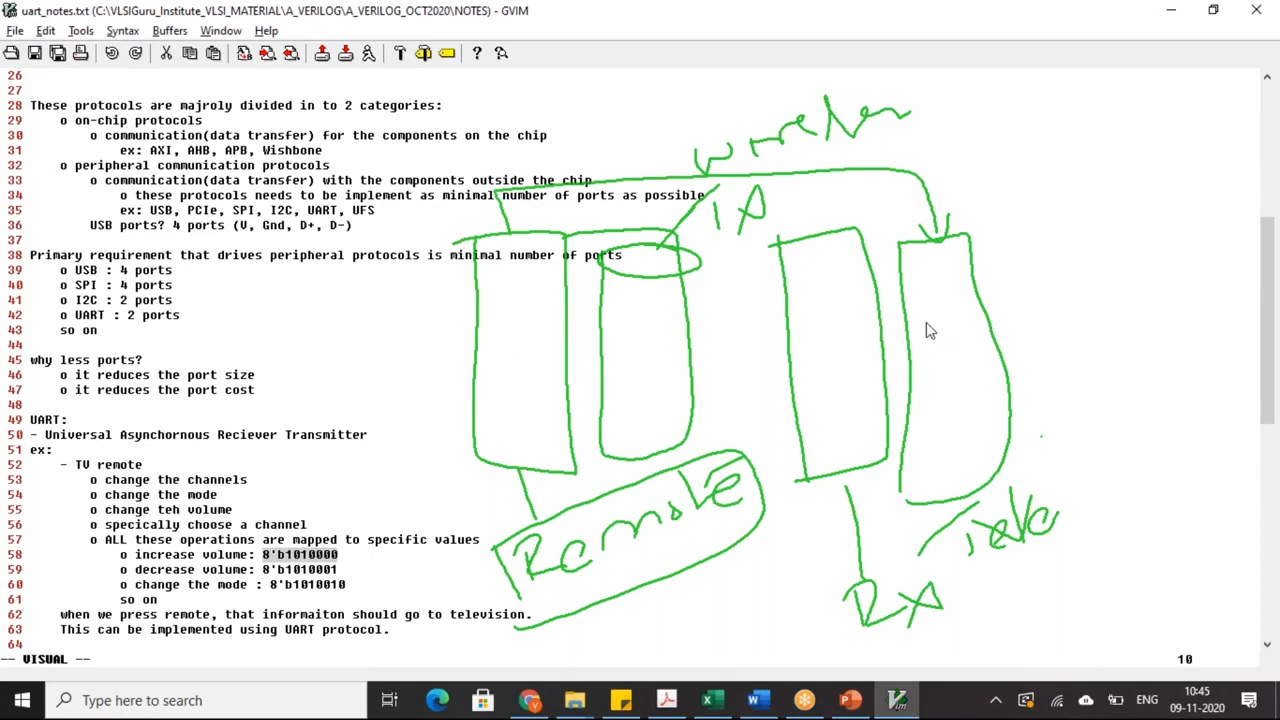 uart_notes.txt (C:\VLSIGuru_Institute_VLSI_MATERIAL\A_VERILOG\A_VERILOG_OCT2020\NOTES) - GVIM
File Edit Tools Syntax Buffers Window Help
26
27
28 These protocols are majroly divided in to 2 categories:
29 o on-chip protocols
30 o communication(data transfer) for the components on the chip
31 ex: AXI, AHB, APB, Wishbone
32 o peripheral communication protocols
33 o communication(data transfer) with the components outside the chip
34 o these protocols needs to be implement as minimal number of ports as possible
35 ex: USB, PCIe, SPI, I2C, UART, UFS
36 USB ports? 4 ports (V, Gnd, D+, D-)
37
38 Primary requirement that drives peripheral protocols is minimal number of ports
39 o USB : 4 ports
40 o SPI : 4 ports
41 o I2C : 2 ports
42 o UART : 2 ports
43 so on
44
45 why less ports?
46 o it reduces the port size
47 o it reduces the port cost
48
49 UART:
50 - Universal Asynchornous Reciever Transmitter
51 ex:
52 - TV remote
53 o change the channels
54 o change the mode
55 o change teh volume
56 o specically choose a channel
57 o ALL these operations are mapped to specific values
58 o increase volume: 8'b1010000
59 o decrease volume: 8'b1010001
60 o change the mode : 8'b1010010
61 so on
62 when we press remote, that informaiton should go to television.
63 This can be implemented using UART protocol.
64
-- VISUAL -- 10
wireless
TX
Remote
Tele
RX
Type here to search
ENG
10:45
09-11-2020